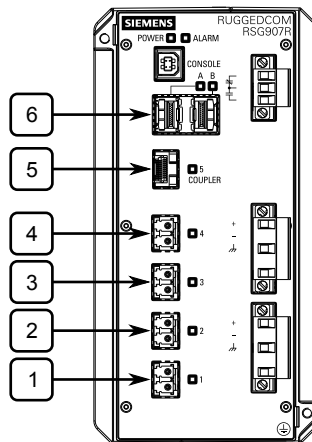 SIEMENS
RUGGEDCOM
RSG907R
POWER ALARM
CONSOLE
A B
6
5
5
COUPLER
4
4
3
3
2
2
1
1
+
-
+
-